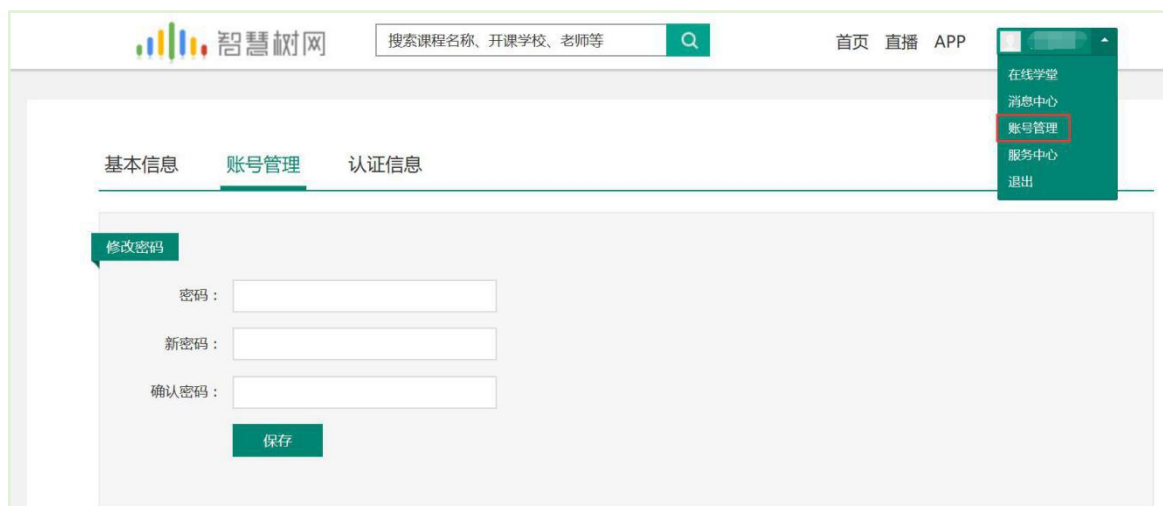 智慧树网
搜索课程名称、开课学校、老师等
首页 直播 APP
在线学堂
消息中心
账号管理
服务中心
退出
基本信息 账号管理 认证信息
修改密码
密码：
新密码：
确认密码：
保存